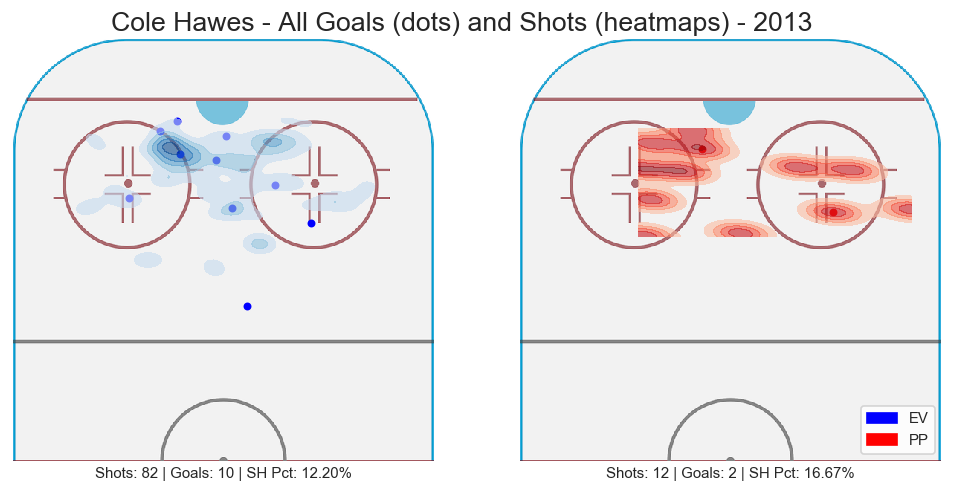 Cole Hawes - All Goals (dots) and Shots (heatmaps) - 2013
EV
PP
Shots: 82 | Goals: 10 | SH Pct: 12.20%
Shots: 12 | Goals: 2 | SH Pct: 16.67%